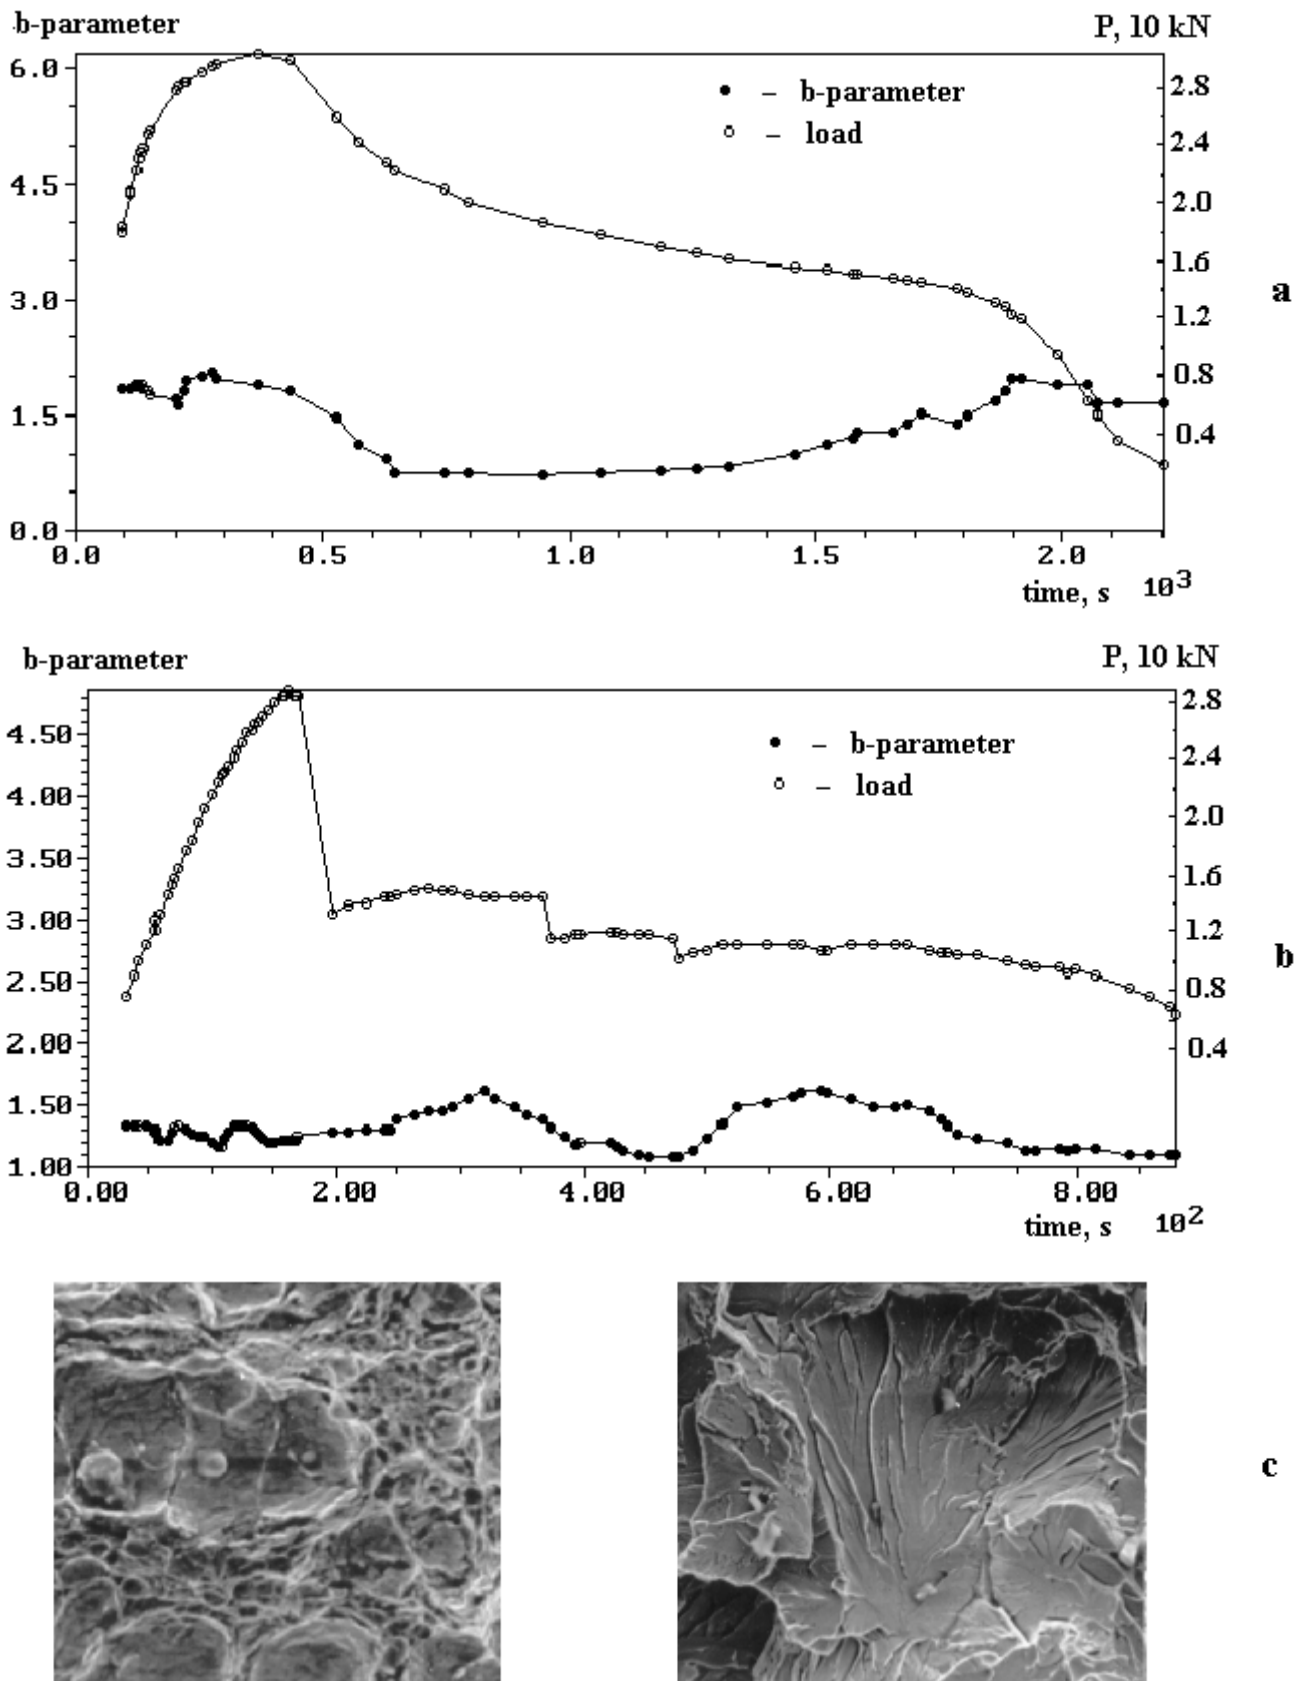 b-parameter P, 10 kN
6.0 2.8
● – b-parameter
○ – load 2.4
4.5 2.0
1.6
a
3.0 1.2
0.8
1.5 0.4
0.0
0.0 0.5 1.0 1.5 2.0
time, s 10³
b-parameter P, 10 kN
4.50 2.8
● – b-parameter
○ – load 2.4
4.00 2.0
3.50 1.6
3.00 1.2
b
2.50 0.8
2.00 0.4
1.50
1.00
0.00 2.00 4.00 6.00 8.00
time, s 10²
c